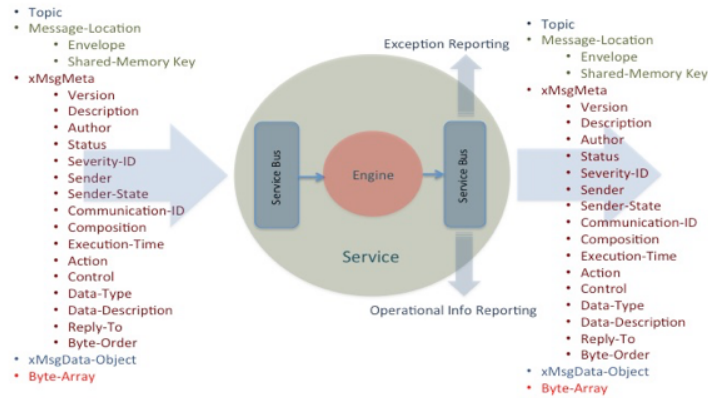 • Topic
• Message-Location
• Envelope
• Shared-Memory Key
• xMsgMeta
• Version
• Description
• Author
• Status
• Severity-ID
• Sender
• Sender-State
• Communication-ID
• Composition
• Execution-Time
• Action
• Control
• Data-Type
• Data-Description
• Reply-To
• Byte-Order
• xMsgData-Object
• Byte-Array
Exception Reporting
Service Bus
Engine
Service Bus
Service
Operational Info Reporting
• Topic
• Message-Location
• Envelope
• Shared-Memory Key
• xMsgMeta
• Version
• Description
• Author
• Status
• Severity-ID
• Sender
• Sender-State
• Communication-ID
• Composition
• Execution-Time
• Action
• Control
• Data-Type
• Data-Description
• Reply-To
• Byte-Order
• xMsgData-Object
• Byte-Array